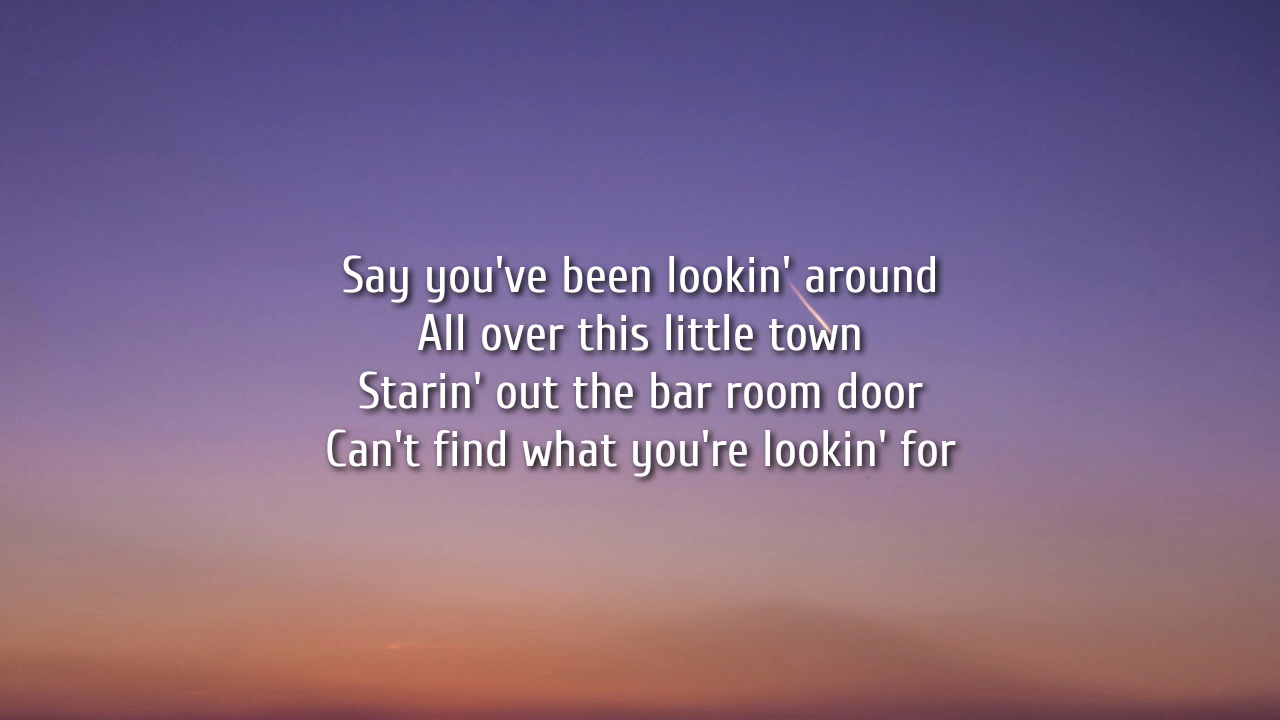 Say you've been lookin' around
All over this little town
Starin' out the bar room door
Can't find what you're lookin' for